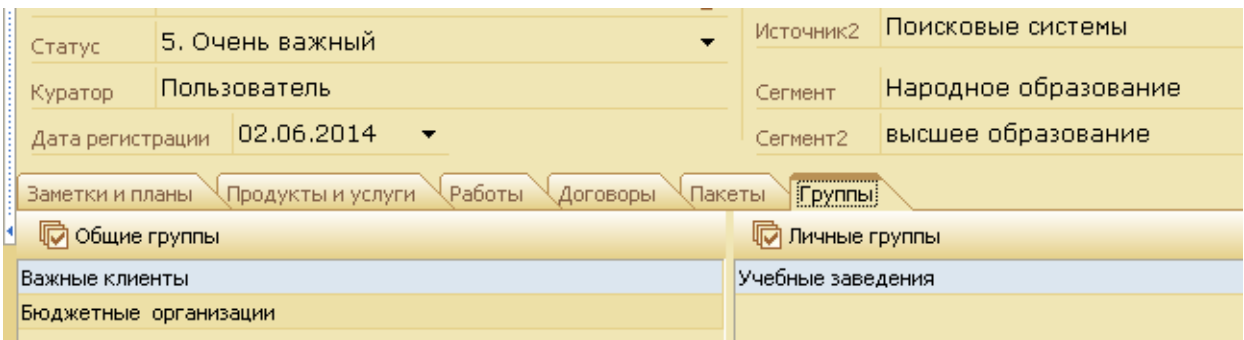 Статус 5. Очень важный
Источник2 Поисковые системы
Куратор Пользователь
Сегмент Народное образование
Дата регистрации 02.06.2014
Сегмент2 высшее образование
Заметки и планы Продукты и услуги Работы Договоры Пакеты Группы
Общие группы
Личные группы
Важные клиенты
Учебные заведения
Бюджетные организации